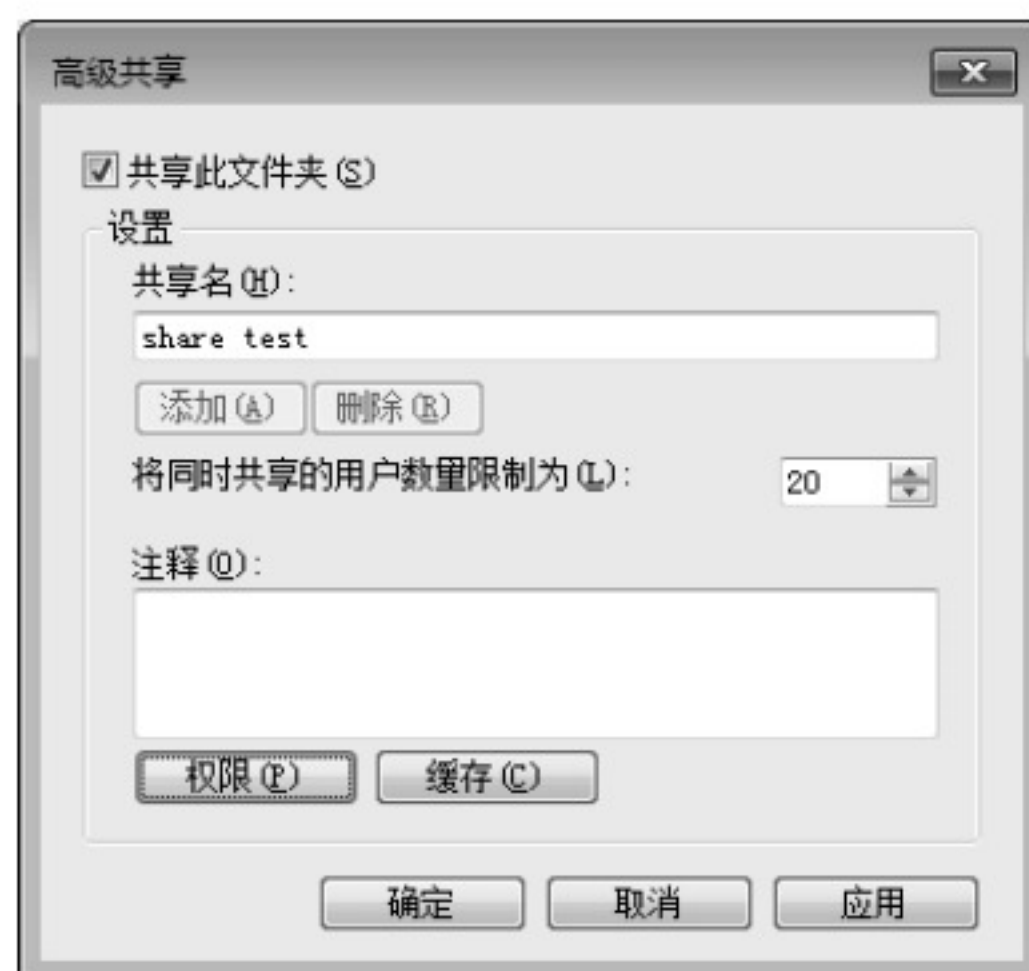 高级共享
共享此文件夹(S)
设置
共享名(H):
share test
添加(A) 删除(R)
将同时共享的用户数量限制为(L): 20
注释(O):
权限(P) 缓存(C)
确定 取消 应用